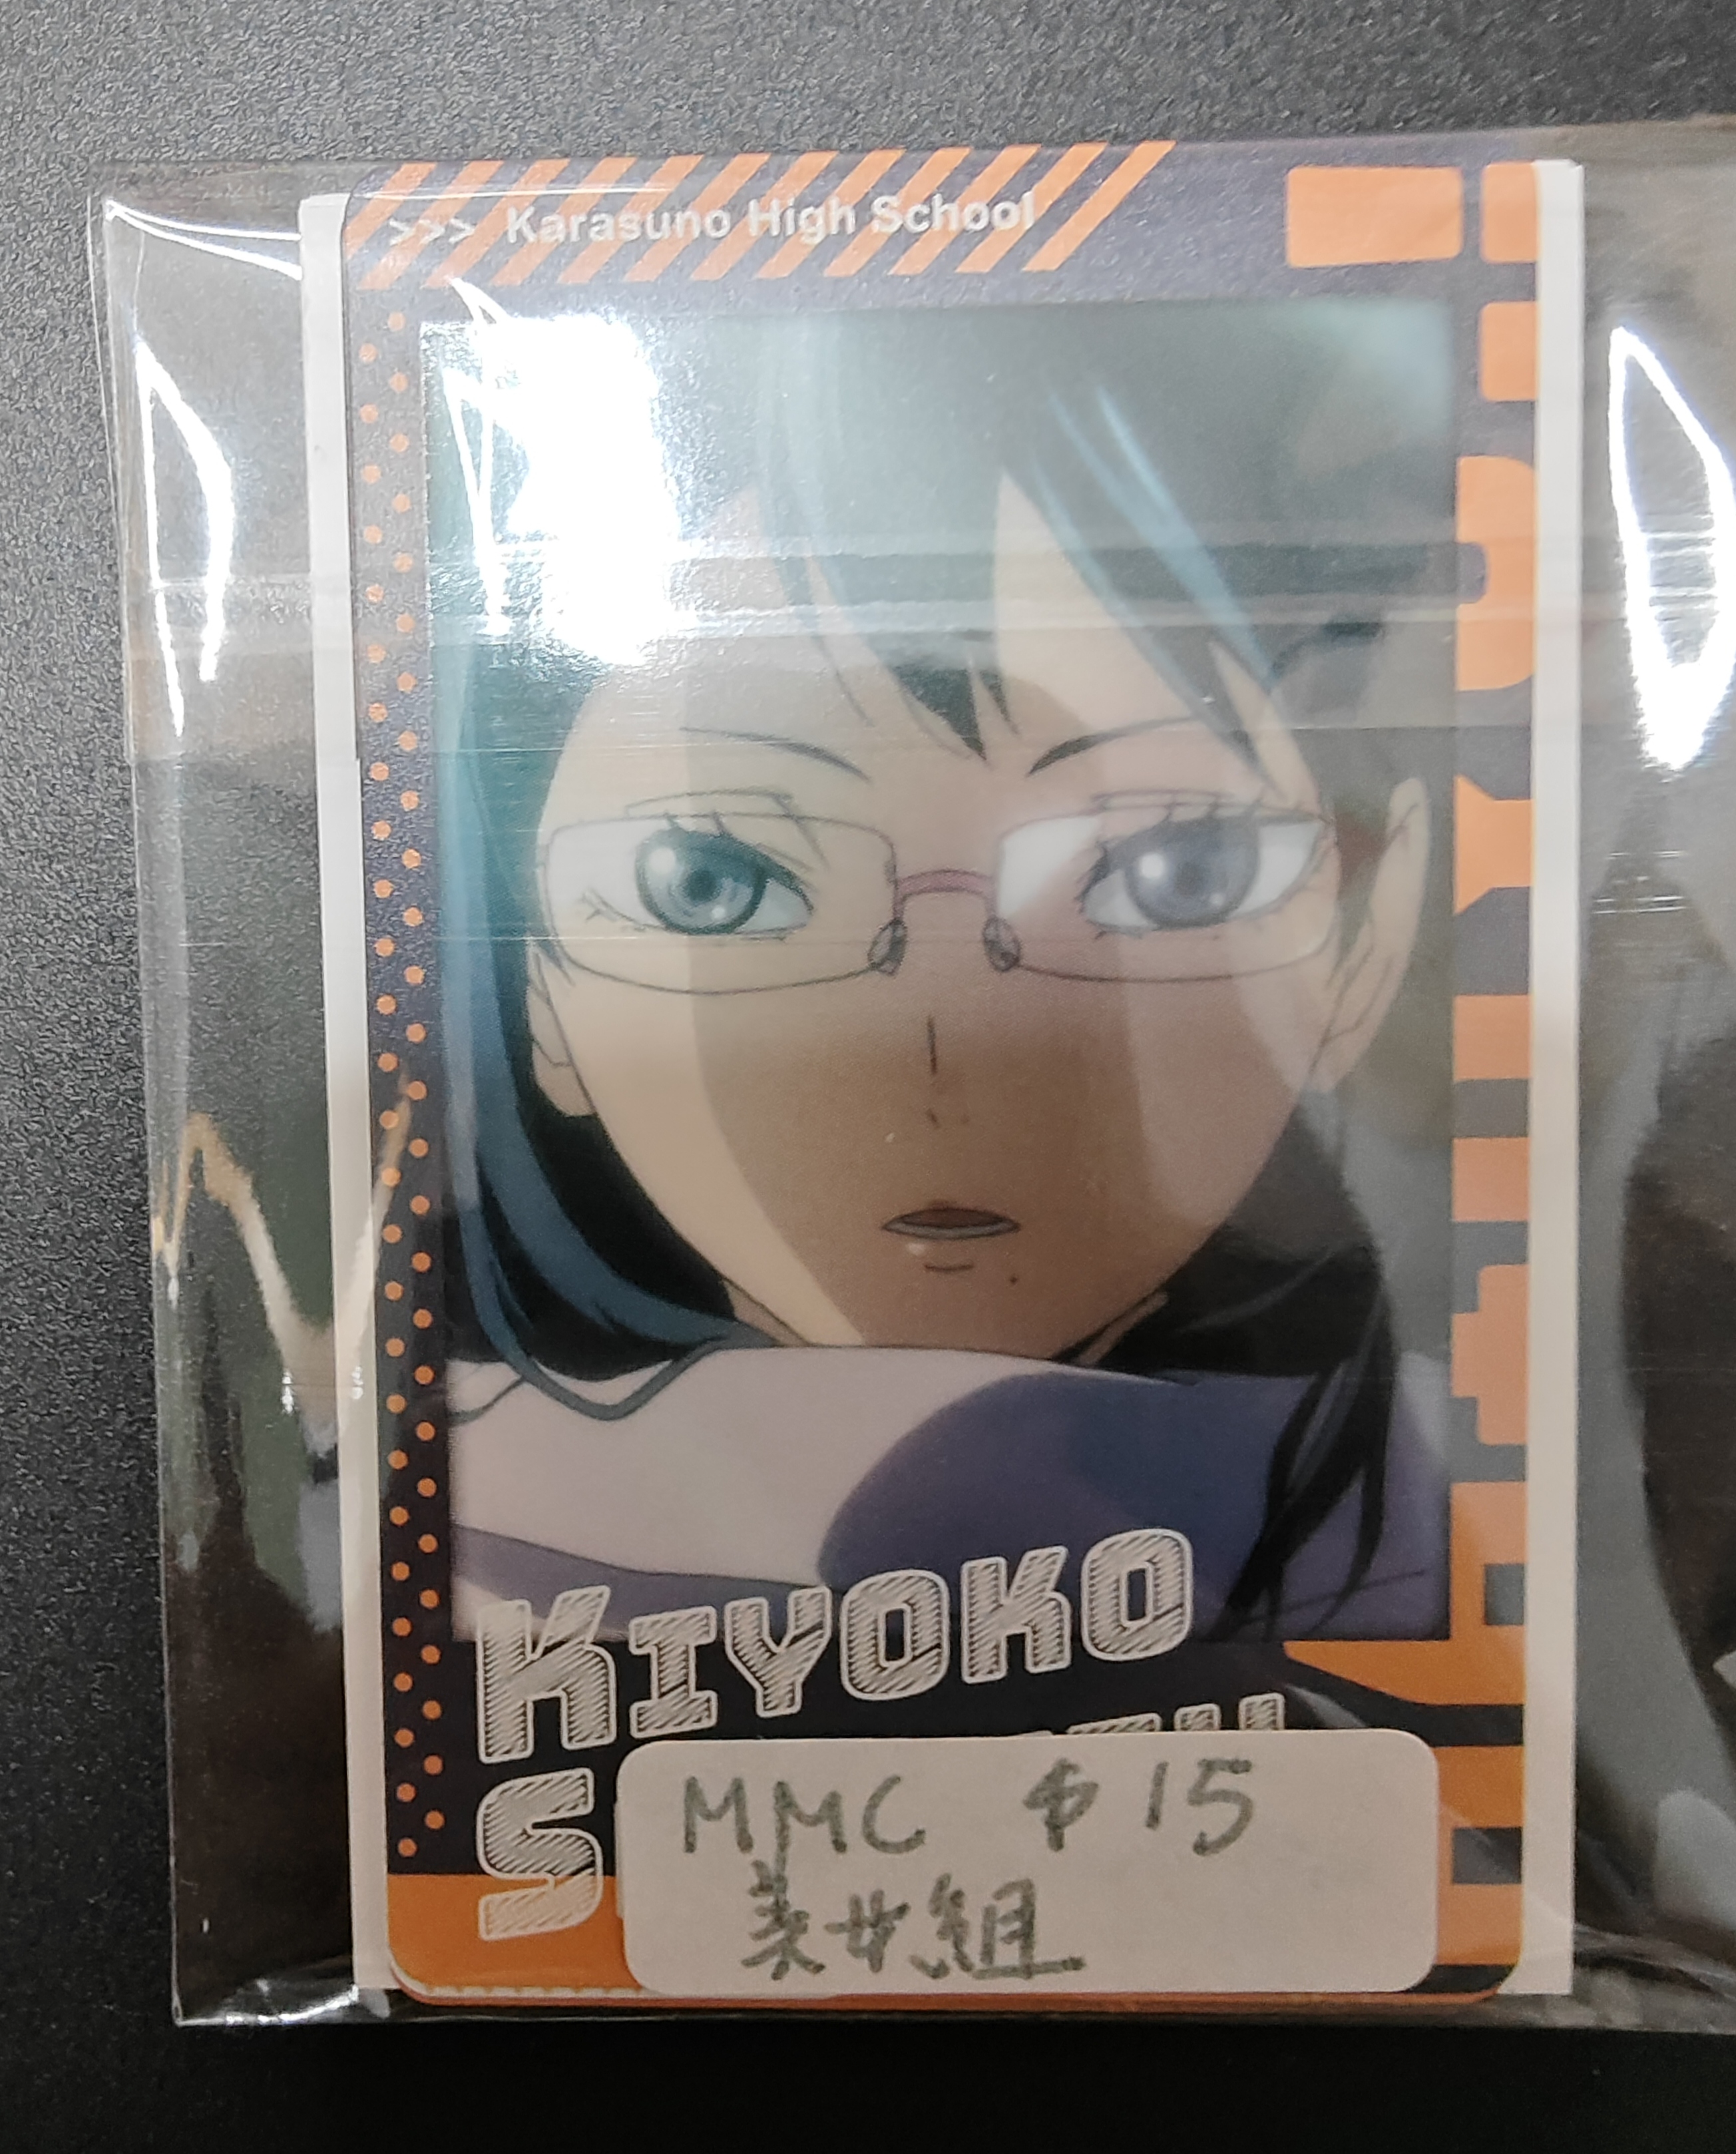 >>> Karasuno High School
KIYOKO
S
MMC $15
美女組